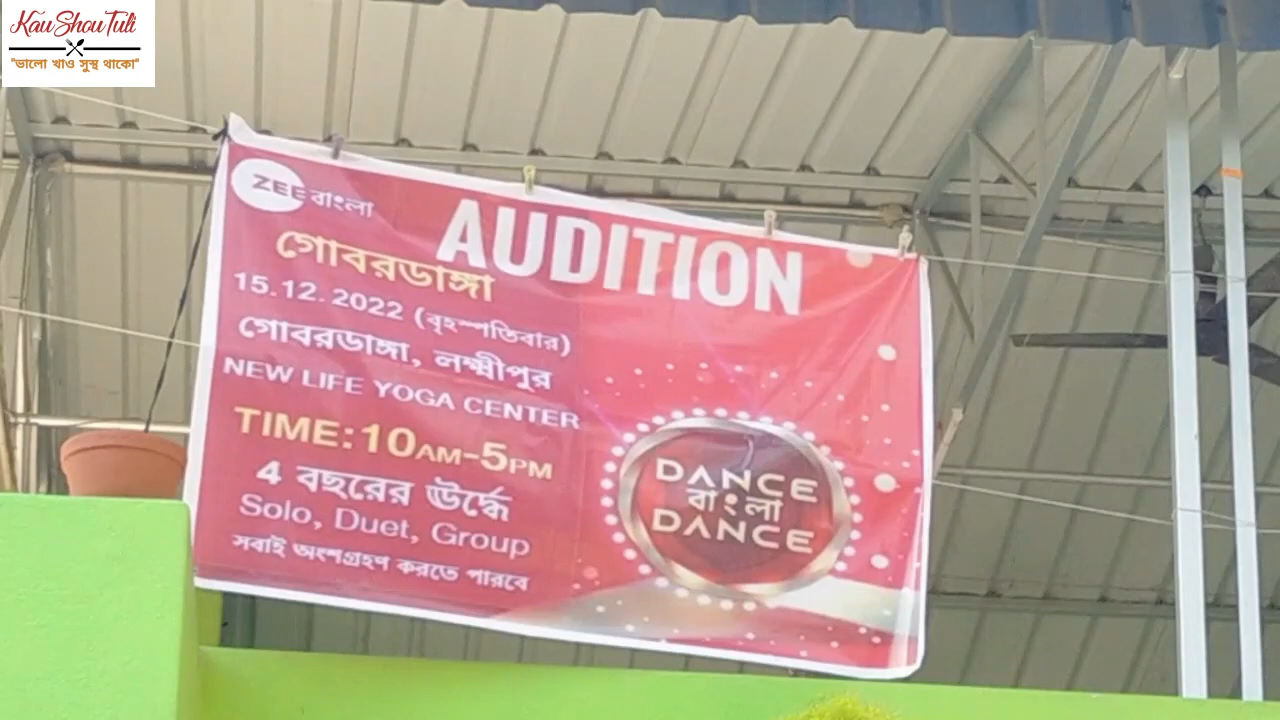 Kau Shou Tuli
"ভালো খাও সুস্থ থাকো"
ZEE বাংলা
AUDITION
গোবরডাঙ্গা
15.12.2022 (বৃহস্পতিবার)
গোবরডাঙ্গা, লক্ষ্মীপুর
NEW LIFE YOGA CENTER
TIME:10AM-5PM
4 বছরের ঊর্দ্ধে
Solo, Duet, Group
সবাই অংশগ্রহণ করতে পারবে
DANCE
বাংলা
DANCE